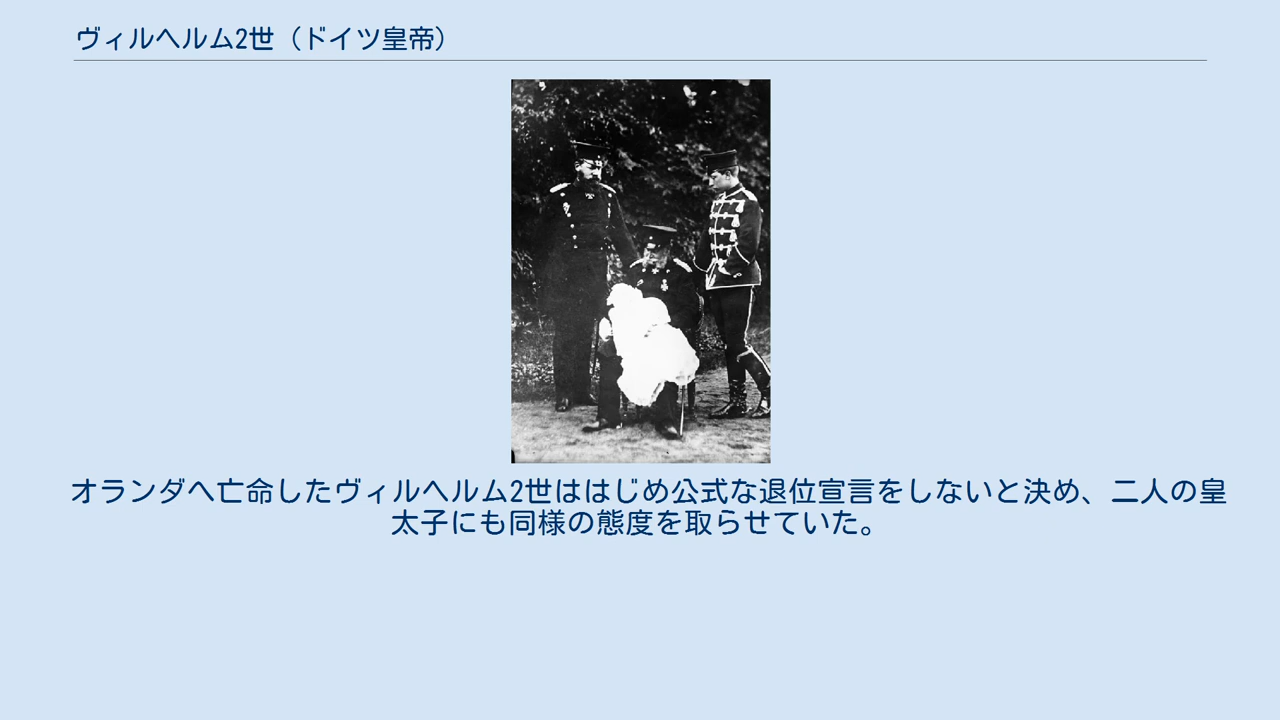 ヴィルヘルム2世（ドイツ皇帝）
オランダへ亡命したヴィルヘルム2世ははじめ公式な退位宣言をしないと決め、二人の皇
太子にも同様の態度を取らせていた。